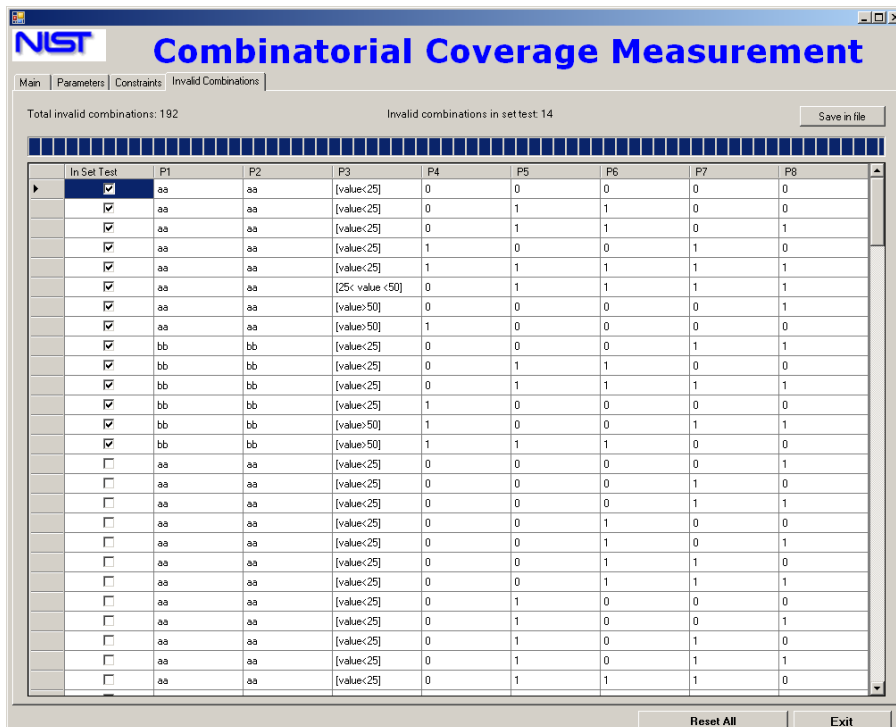 NIST
Combinatorial Coverage Measurement
Main Parameters Constraints Invalid Combinations
Total invalid combinations: 192 Invalid combinations in set test: 14 Save in file
In Set Test P1 P2 P3 P4 P5 P6 P7 P8
aa aa [value<25] 0 0 0 0 0
aa aa [value<25] 0 1 1 0 0
aa aa [value<25] 0 1 1 0 1
aa aa [value<25] 1 0 0 1 0
aa aa [value<25] 1 1 1 1 1
aa aa [25< value <50] 0 1 1 1 1
aa aa [value>50] 0 0 0 0 1
aa aa [value>50] 1 0 0 0 0
bb bb [value<25] 0 0 0 1 1
bb bb [value<25] 0 1 1 0 0
bb bb [value<25] 0 1 1 1 1
bb bb [value<25] 1 0 0 0 0
bb bb [value>50] 1 0 0 1 1
bb bb [value>50] 1 1 1 0 0
aa aa [value<25] 0 0 0 0 1
aa aa [value<25] 0 0 0 1 0
aa aa [value<25] 0 0 0 1 1
aa aa [value<25] 0 0 1 0 0
aa aa [value<25] 0 0 1 0 1
aa aa [value<25] 0 0 1 1 0
aa aa [value<25] 0 0 1 1 1
aa aa [value<25] 0 1 0 0 0
aa aa [value<25] 0 1 0 0 1
aa aa [value<25] 0 1 0 1 0
aa aa [value<25] 0 1 0 1 1
aa aa [value<25] 0 1 1 1 0
Reset All Exit